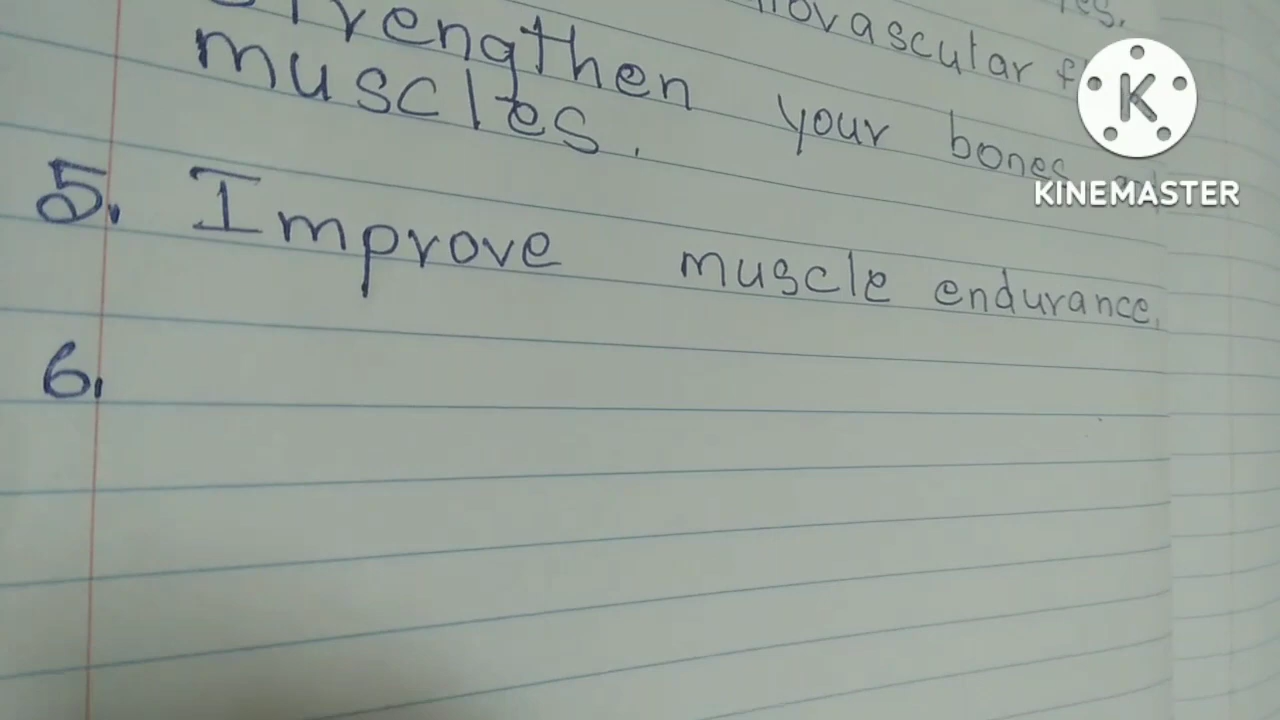 Strengthen your bones
muscles.
5. Improve muscle endurance.
6.
K
KINEMASTER